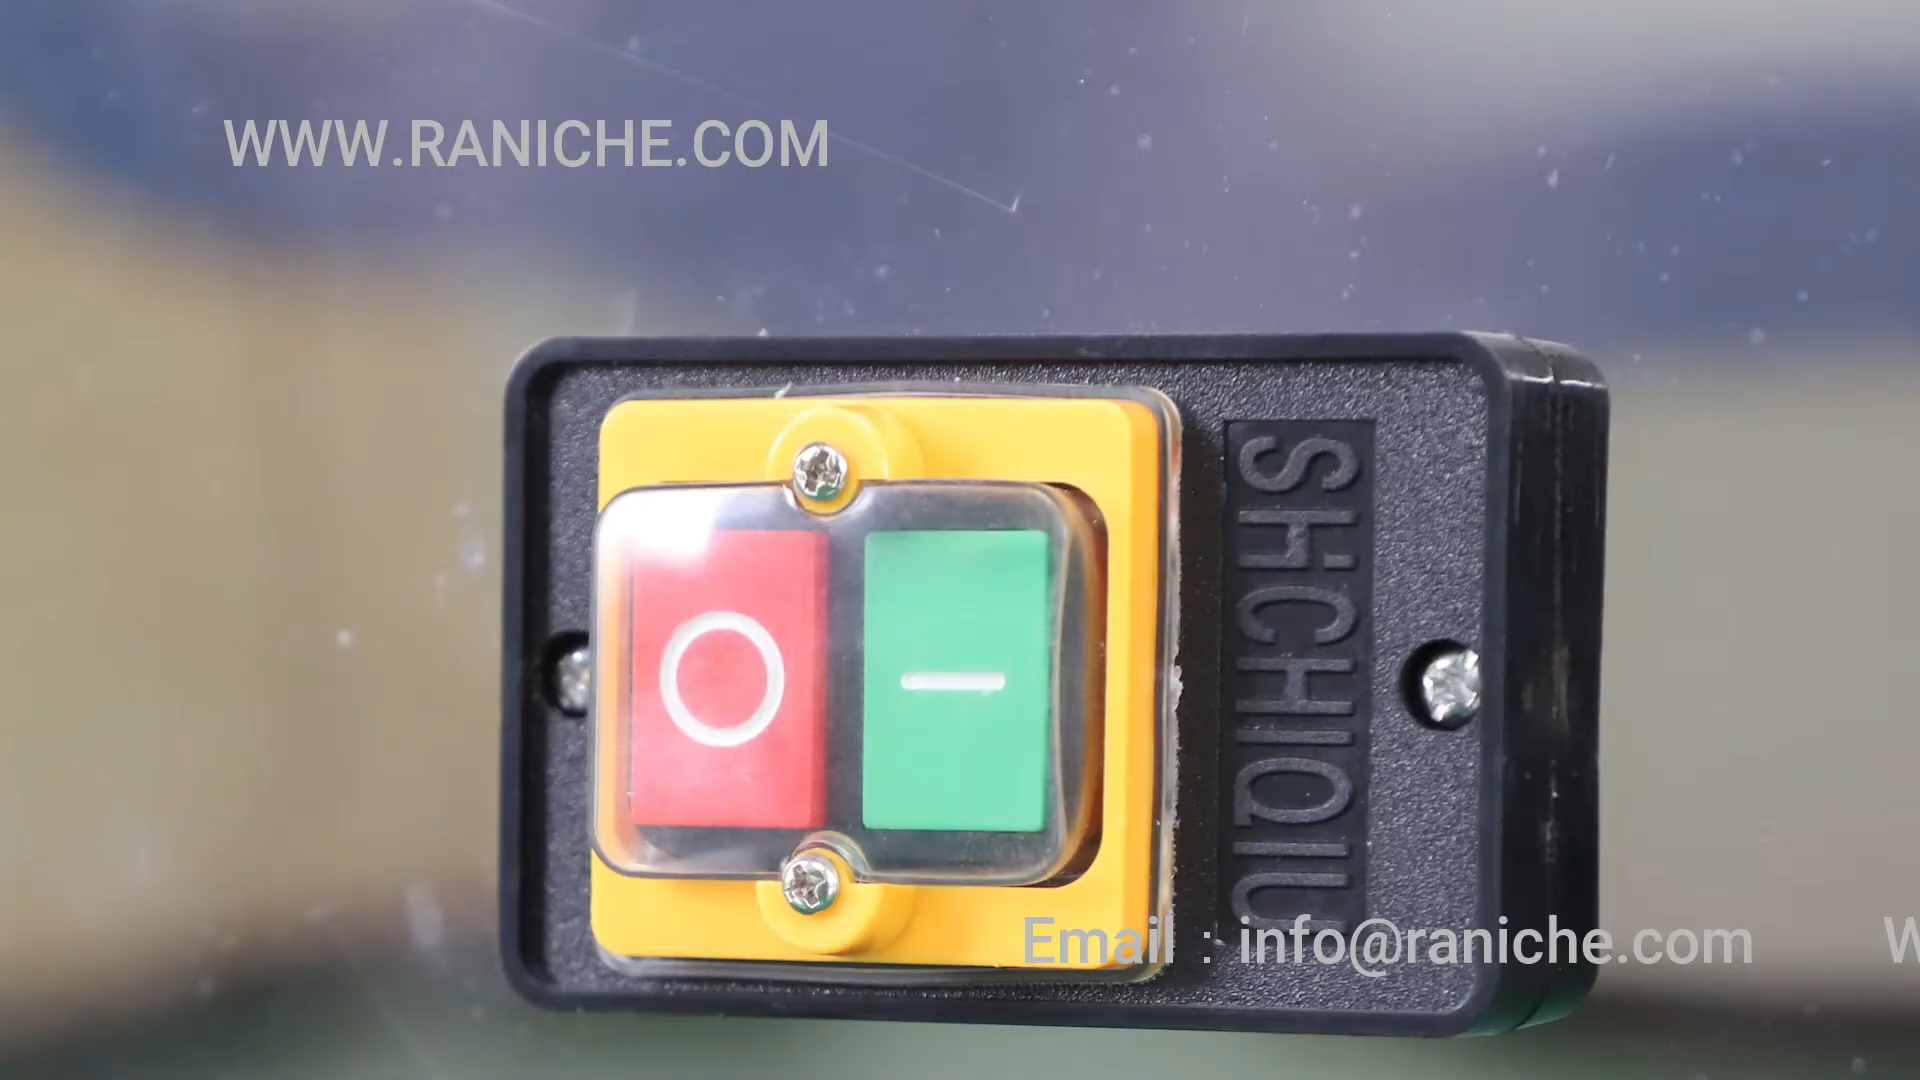 WWW.RANICHE.COM
SHCHIQIU
O
I
Email : info@raniche.com
W